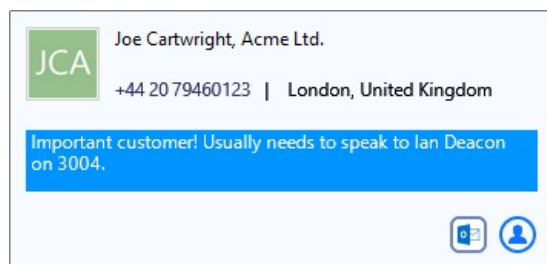 JCA
Joe Cartwright, Acme Ltd.
+44 20 79460123 | London, United Kingdom
Important customer! Usually needs to speak to Ian Deacon
on 3004.